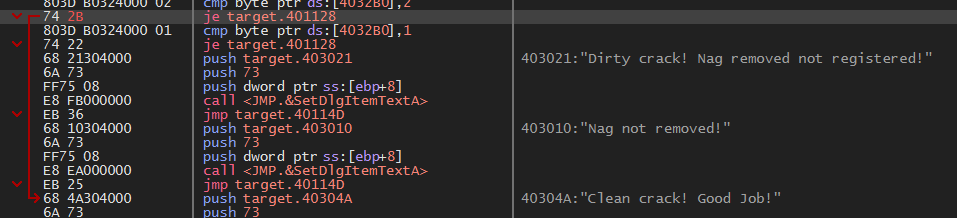 803D B0324000 02 cmp byte ptr ds:[4032B0],2
74 2B je target.401128
803D B0324000 01 cmp byte ptr ds:[4032B0],1
74 22 je target.401128
68 21304000 push target.403021 403021:"Dirty crack! Nag removed not registered!"
6A 73 push 73
FF75 08 push dword ptr ss:[ebp+8]
E8 FB000000 call <JMP.&SetDlgItemTextA>
EB 36 jmp target.40114D
68 10304000 push target.403010 403010:"Nag not removed!"
6A 73 push 73
FF75 08 push dword ptr ss:[ebp+8]
E8 EA000000 call <JMP.&SetDlgItemTextA>
EB 25 jmp target.40114D
68 4A304000 push target.40304A 40304A:"Clean crack! Good Job!"
6A 73 push 73